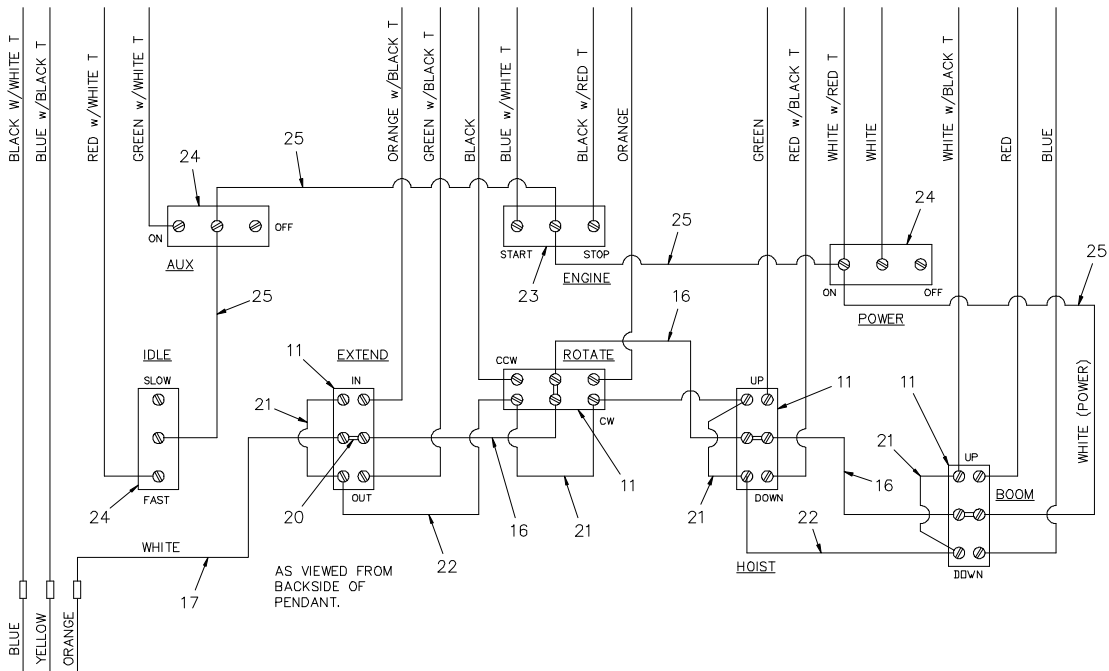 BLACK w/WHITE T
BLUE w/BLACK T
RED w/WHITE T
GREEN w/WHITE T
ORANGE w/BLACK T
GREEN w/BLACK T
BLACK
BLUE w/WHITE T
BLACK w/RED T
ORANGE
GREEN
RED w/BLACK T
WHITE w/RED T
WHITE
WHITE w/BLACK T
RED
BLUE
24
25
ON
OFF
AUX
25
START
STOP
23
ENGINE
25
24
ON
OFF
POWER
25
WHITE (POWER)
IDLE
SLOW
FAST
24
11
EXTEND
IN
OUT
21
20
16
22
CCW
ROTATE
CW
16
11
21
UP
11
DOWN
21
HOIST
16
22
11
21
UP
BOOM
DOWN
WHITE
17
AS VIEWED FROM
BACKSIDE OF
PENDANT.
BLUE
YELLOW
ORANGE